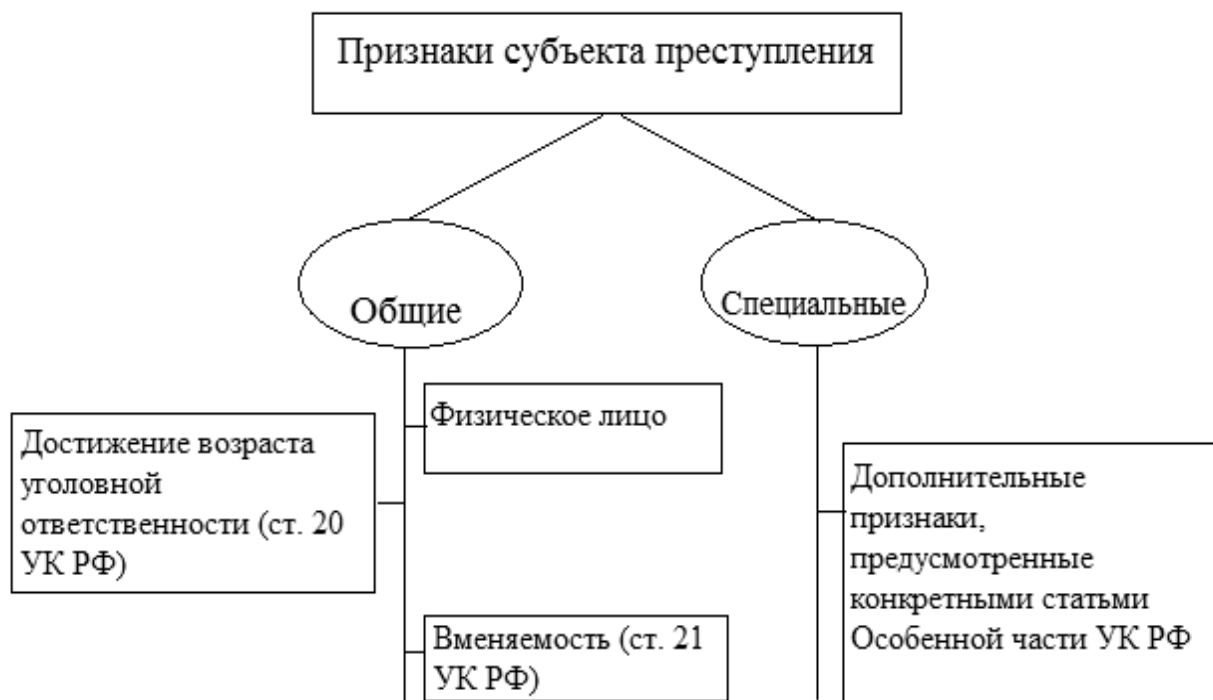 Признаки субъекта преступления
Общие
Специальные
Физическое лицо
Достижение возраста
уголовной
ответственности (ст. 20
УК РФ)
Вменяемость (ст. 21
УК РФ)
Дополнительные
признаки,
предусмотренные
конкретными статьми
Особенной части УК РФ